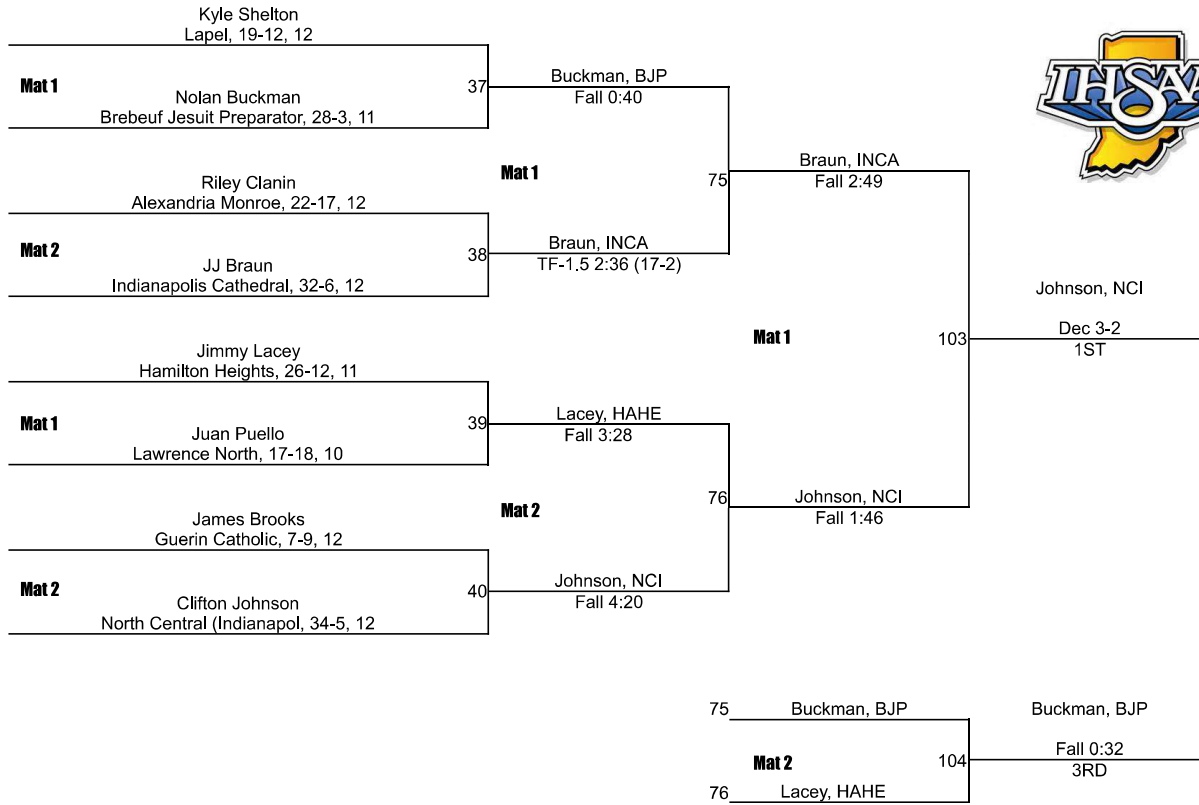 Kyle Shelton
Lapel, 19-12, 12
Mat 1
37
Nolan Buckman
Brebeuf Jesuit Preparator, 28-3, 11
Buckman, BJP
Fall 0:40
IHSAA
Riley Clanin
Alexandria Monroe, 22-17, 12
Mat 1
75
Braun, INCA
Fall 2:49
Mat 2
38
JJ Braun
Indianapolis Cathedral, 32-6, 12
Braun, INCA
TF-1.5 2:36 (17-2)
Johnson, NCI
Mat 1
103
Dec 3-2
1ST
Jimmy Lacey
Hamilton Heights, 26-12, 11
Mat 1
39
Juan Puello
Lawrence North, 17-18, 10
Lacey, HAHE
Fall 3:28
James Brooks
Guerin Catholic, 7-9, 12
Mat 2
76
Johnson, NCI
Fall 1:46
Mat 2
40
Clifton Johnson
North Central (Indianapol, 34-5, 12
Johnson, NCI
Fall 4:20
75
Buckman, BJP
Buckman, BJP
Mat 2
104
Fall 0:32
3RD
76
Lacey, HAHE